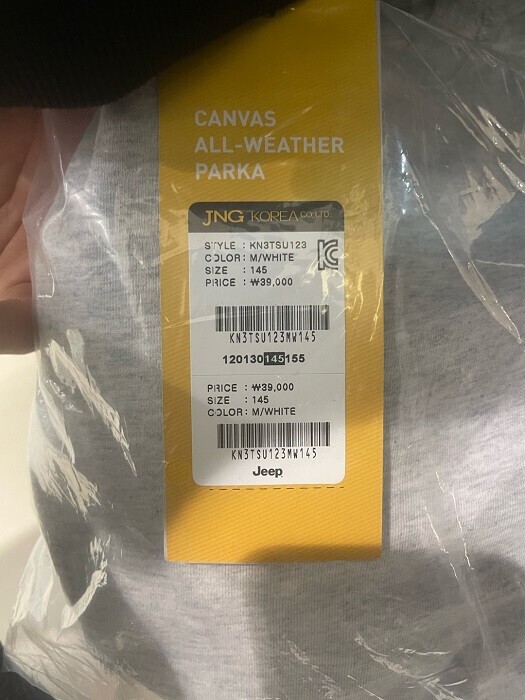 CANVAS
ALL-WEATHER
PARKA
JNG KOREA CO.LTD.
STYLE : KN3TSU123
COLOR : M/WHITE
SIZE : 145
PRICE : ₩39,000
KN3TSU123MW145
120130145155
PRICE : ₩39,000
SIZE : 145
COLOR : M/WHITE
KN3TSU123MW145
Jeep